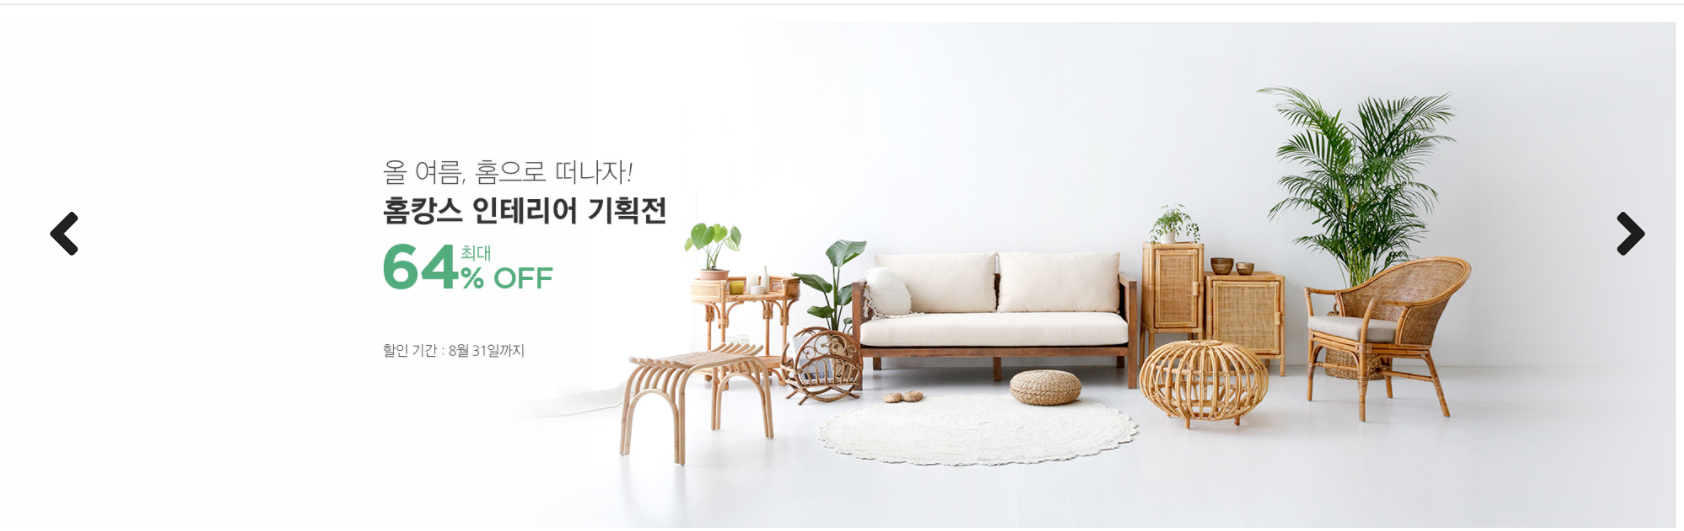 올 여름, 홈으로 떠나자!
홈캉스 인테리어 기획전
64 최대
% OFF
할인 기간 : 8월 31일까지